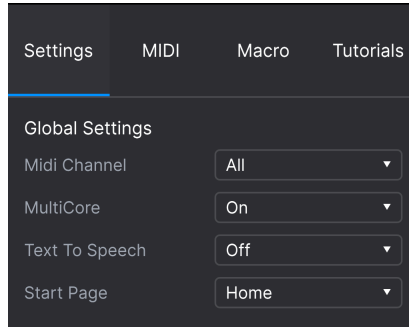 Settings MIDI Macro Tutorials
Global Settings
Midi Channel All
MultiCore On
Text To Speech Off
Start Page Home